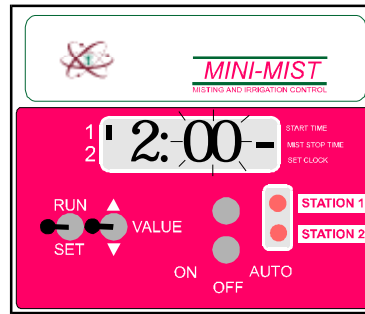 1
MINI-MIST
MISTING AND IRRIGATION CONTROL
1
2
2:00
START TIME
MIST STOP TIME
SET CLOCK
RUN
SET
VALUE
ON
OFF
AUTO
STATION 1
STATION 2